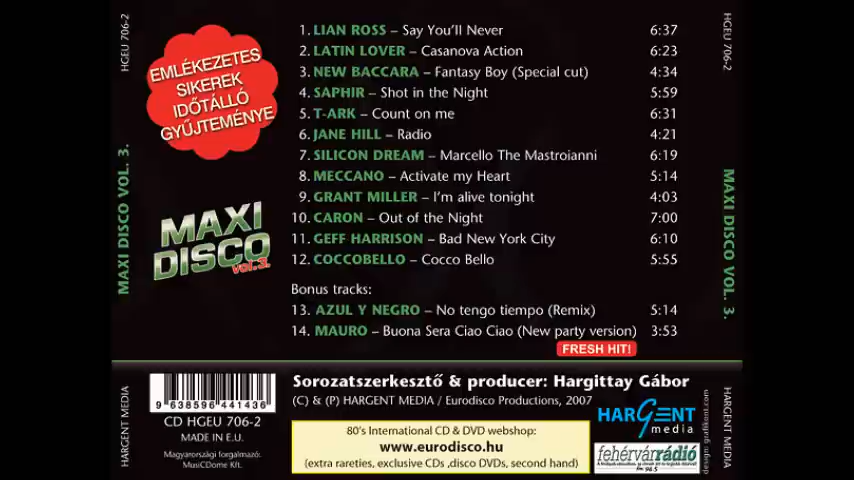 HGEU 706-2
MAXI DISCO VOL. 3.
HARGENT MEDIA
EMLÉKEZETES
SIKEREK
IDŐTÁLLÓ
GYŰJTEMÉNYE
MAXI
DISCO
vol.3.
1. LIAN ROSS – Say You'll Never 6:37
2. LATIN LOVER – Casanova Action 6:23
3. NEW BACCARA – Fantasy Boy (Special cut) 4:34
4. SAPHIR – Shot in the Night 5:59
5. T-ARK – Count on me 6:31
6. JANE HILL – Radio 4:21
7. SILICON DREAM – Marcello The Mastroianni 6:19
8. MECCANO – Activate my Heart 5:14
9. GRANT MILLER – I'm alive tonight 4:03
10. CARON – Out of the Night 7:00
11. GEFF HARRISON – Bad New York City 6:10
12. COCCOBELLO – Cocco Bello 5:55
Bonus tracks:
13. AZUL Y NEGRO – No tengo tiempo (Remix) 5:14
14. MAURO – Buona Sera Ciao Ciao (New party version) 3:53
FRESH HIT!
9 638596 441436
CD HGEU 706-2
MADE IN E.U.
Magyarországi forgalmazó:
MusiCDome Kft.
Sorozatszerkesztő & producer: Hargittay Gábor
(C) & (P) HARGENT MEDIA / Eurodisco Productions, 2007
80's International CD & DVD webshop:
www.eurodisco.hu
(extra rareties, exclusive CDs ,disco DVDs, second hand)
HARGENT
media
fehérvárrádió
fm 94.5
HGEU 706-2
MAXI DISCO VOL. 3.
HARGENT MEDIA